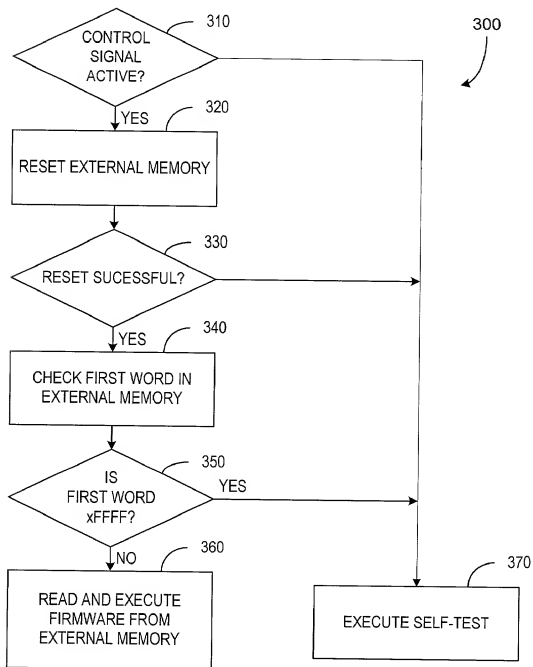 310
CONTROL
SIGNAL
ACTIVE?
300
YES
320
RESET EXTERNAL MEMORY
330
RESET SUCESSFUL?
YES
340
CHECK FIRST WORD IN
EXTERNAL MEMORY
350
IS
FIRST WORD
xFFFF?
YES
NO
360
READ AND EXECUTE
FIRMWARE FROM
EXTERNAL MEMORY
370
EXECUTE SELF-TEST